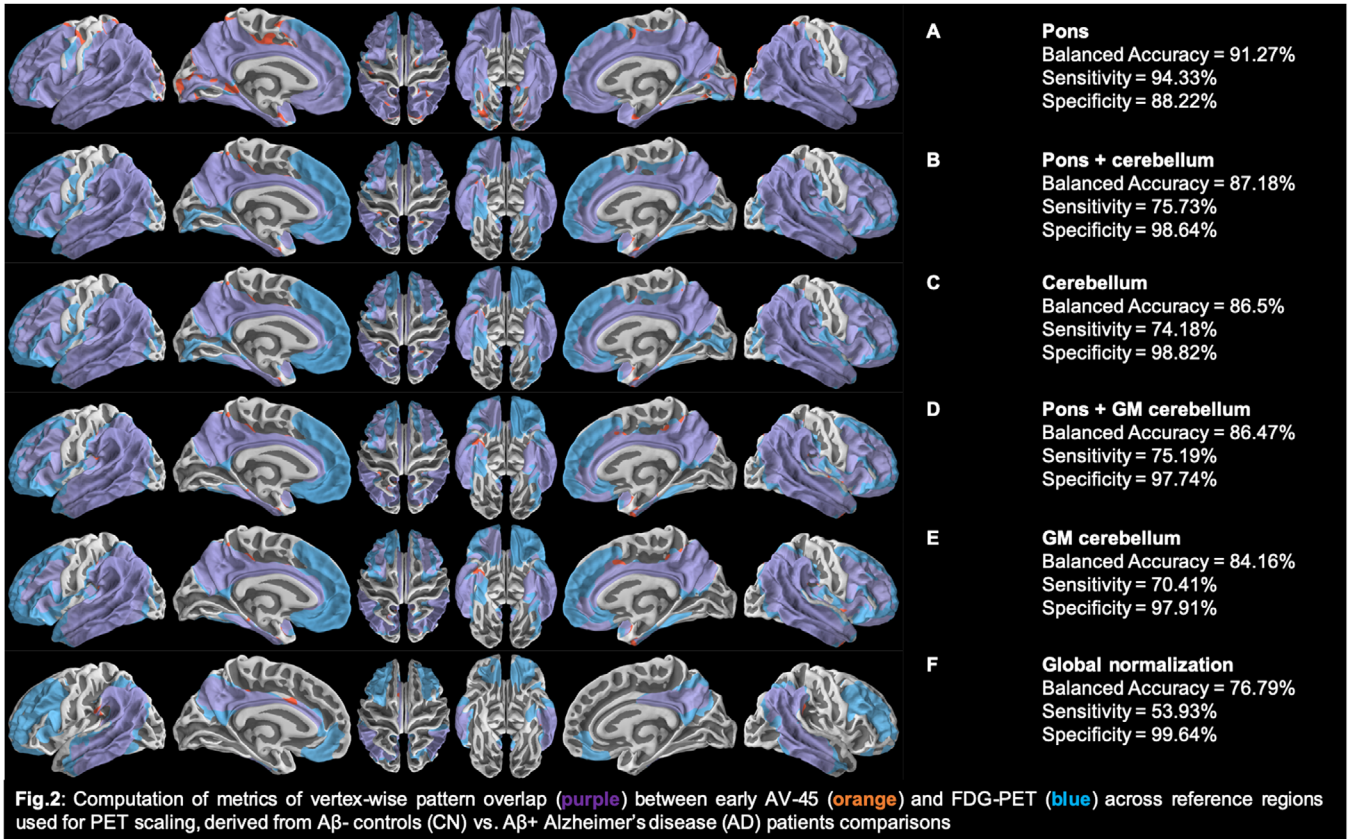 A Pons
Balanced Accuracy = 91.27%
Sensitivity = 94.33%
Specificity = 88.22%
B Pons + cerebellum
Balanced Accuracy = 87.18%
Sensitivity = 75.73%
Specificity = 98.64%
C Cerebellum
Balanced Accuracy = 86.5%
Sensitivity = 74.18%
Specificity = 98.82%
D Pons + GM cerebellum
Balanced Accuracy = 86.47%
Sensitivity = 75.19%
Specificity = 97.74%
E GM cerebellum
Balanced Accuracy = 84.16%
Sensitivity = 70.41%
Specificity = 97.91%
F Global normalization
Balanced Accuracy = 76.79%
Sensitivity = 53.93%
Specificity = 99.64%
Fig.2: Computation of metrics of vertex-wise pattern overlap (purple) between early AV-45 (orange) and FDG-PET (blue) across reference regions
used for PET scaling, derived from Aβ- controls (CN) vs. Aβ+ Alzheimer's disease (AD) patients comparisons